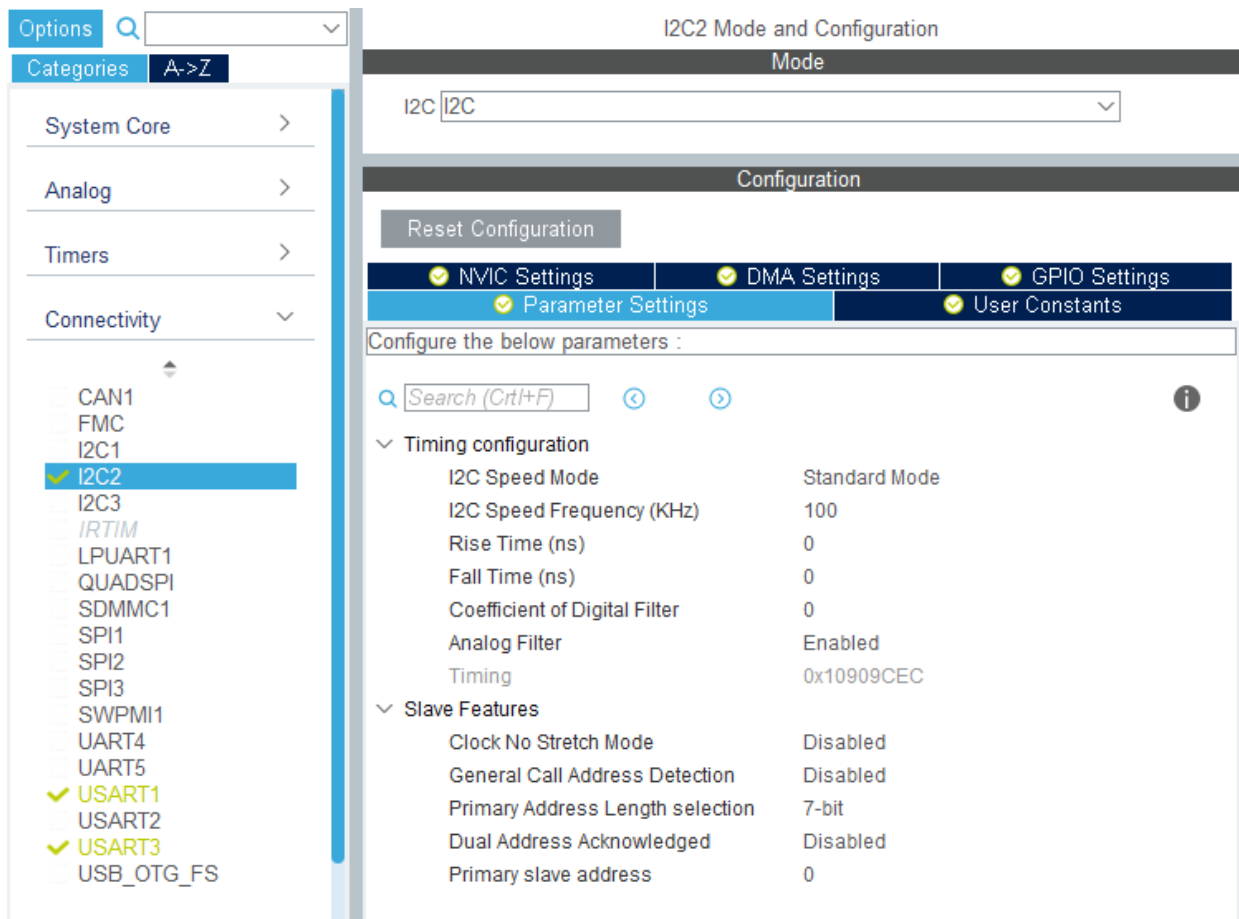 Options
Categories A->Z
System Core
Analog
Timers
Connectivity
CAN1
FMC
I2C1
I2C2
I2C3
IRTIM
LPUART1
QUADSPI
SDMMC1
SPI1
SPI2
SPI3
SWPMI1
UART4
UART5
USART1
USART2
USART3
USB_OTG_FS
I2C2 Mode and Configuration
Mode
I2C I2C
Configuration
Reset Configuration
NVIC Settings DMA Settings GPIO Settings
Parameter Settings User Constants
Configure the below parameters :
Search (Crtl+F)
Timing configuration
I2C Speed Mode Standard Mode
I2C Speed Frequency (KHz) 100
Rise Time (ns) 0
Fall Time (ns) 0
Coefficient of Digital Filter 0
Analog Filter Enabled
Timing 0x10909CEC
Slave Features
Clock No Stretch Mode Disabled
General Call Address Detection Disabled
Primary Address Length selection 7-bit
Dual Address Acknowledged Disabled
Primary slave address 0